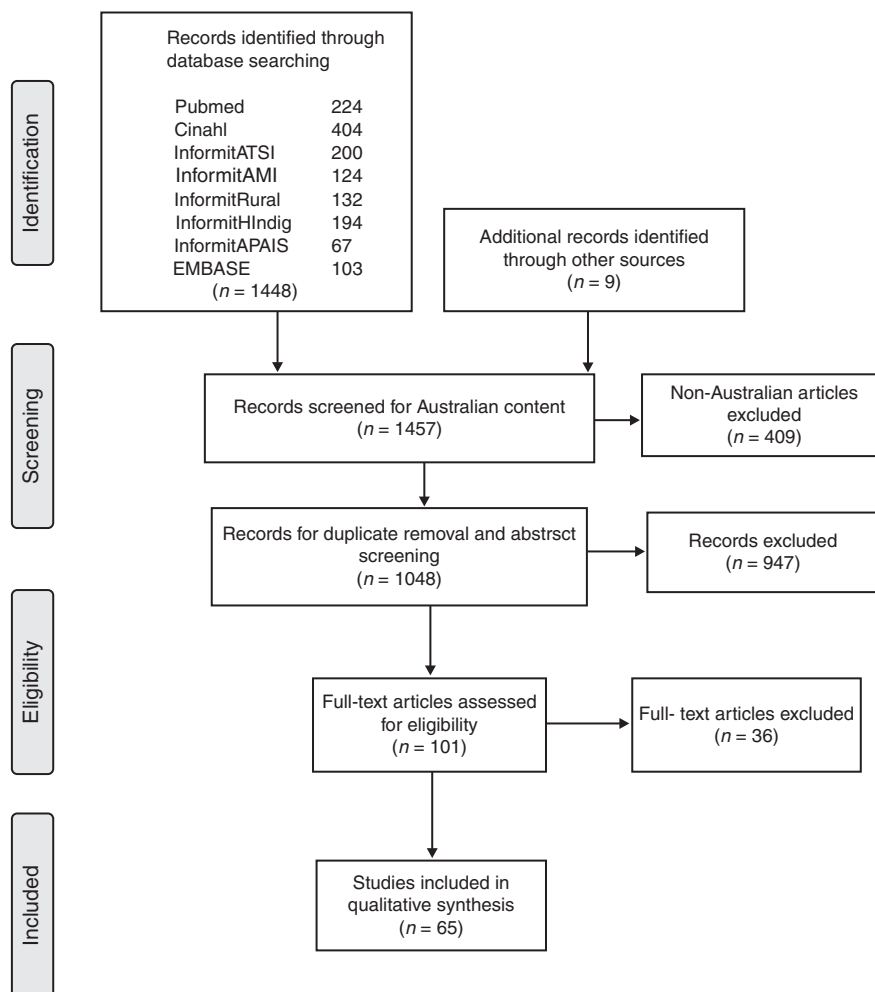 Identification
Records identified through
database searching
Pubmed 224
Cinahl 404
InformitATSI 200
InformitAMI 124
InformitRural 132
InformitHIndig 194
InformitAPAIS 67
EMBASE 103
(n = 1448)
Additional records identified
through other sources
(n = 9)
Screening
Records screened for Australian content
(n = 1457)
Non-Australian articles
excluded
(n = 409)
Records for duplicate removal and abstrsct
screening
(n = 1048)
Records excluded
(n = 947)
Eligibility
Full-text articles assessed
for eligibility
(n = 101)
Full- text articles excluded
(n = 36)
Included
Studies included in
qualitative synthesis
(n = 65)